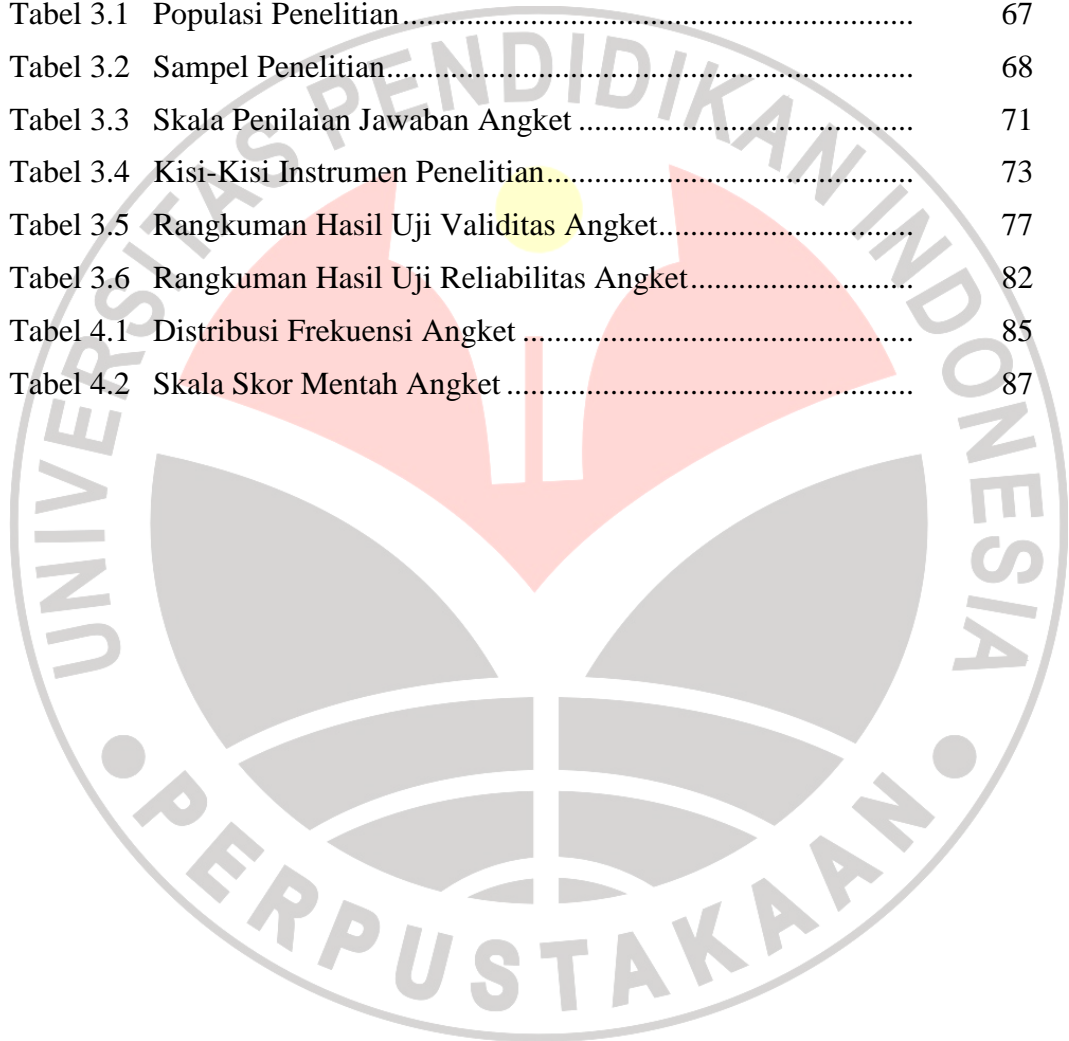 Tabel 3.1 Populasi Penelitian.................................................................. 67
Tabel 3.2 Sampel Penelitian.................................................................... 68
Tabel 3.3 Skala Penilaian Jawaban Angket ........................................... 71
Tabel 3.4 Kisi-Kisi Instrumen Penelitian................................................ 73
Tabel 3.5 Rangkuman Hasil Uji Validitas Angket................................. 77
Tabel 3.6 Rangkuman Hasil Uji Reliabilitas Angket............................. 82
Tabel 4.1 Distribusi Frekuensi Angket .................................................. 85
Tabel 4.2 Skala Skor Mentah Angket .................................................... 87
UNIVERSITAS PENDIDIKAN INDONESIA
PERPUSTAKAAN